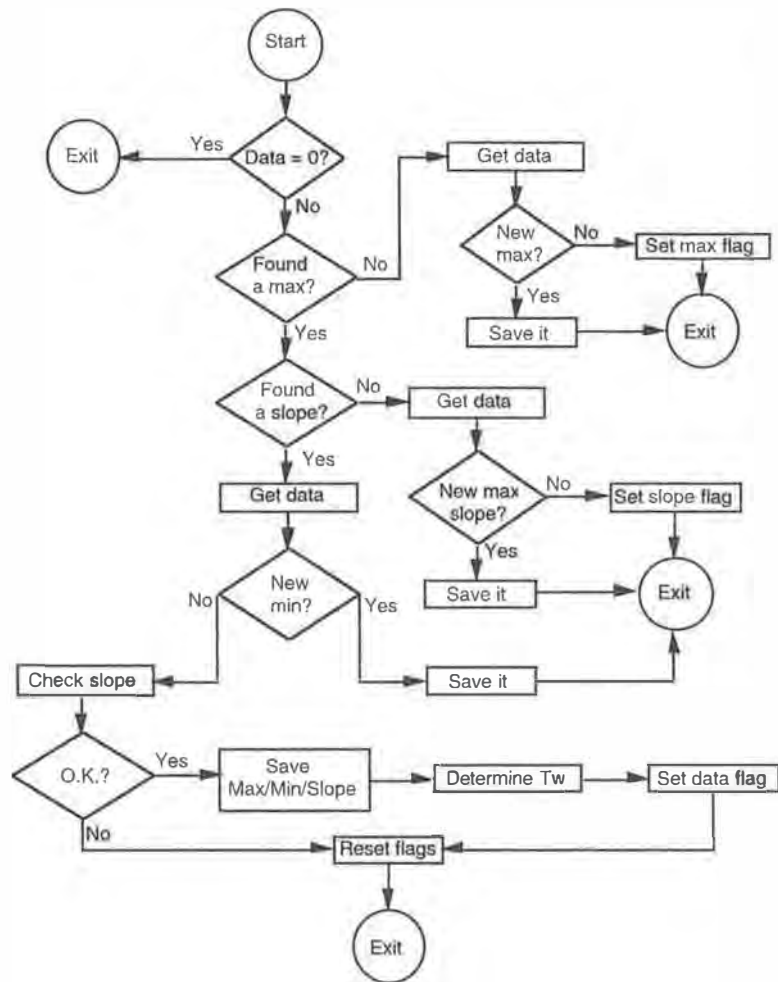 Start
Exit
Yes
Data = 0?
No
Get data
New
max?
No
Set max flag
Yes
Save it
Exit
Found
a max?
No
Yes
Found
a slope?
No
Get data
Yes
Get data
New max
slope?
No
Set slope flag
Yes
Save it
Exit
New
min?
No
Yes
Save it
Check slope
O.K.?
Yes
Save
Max/Min/Slope
Determine Tw
Set data flag
No
Reset flags
Exit